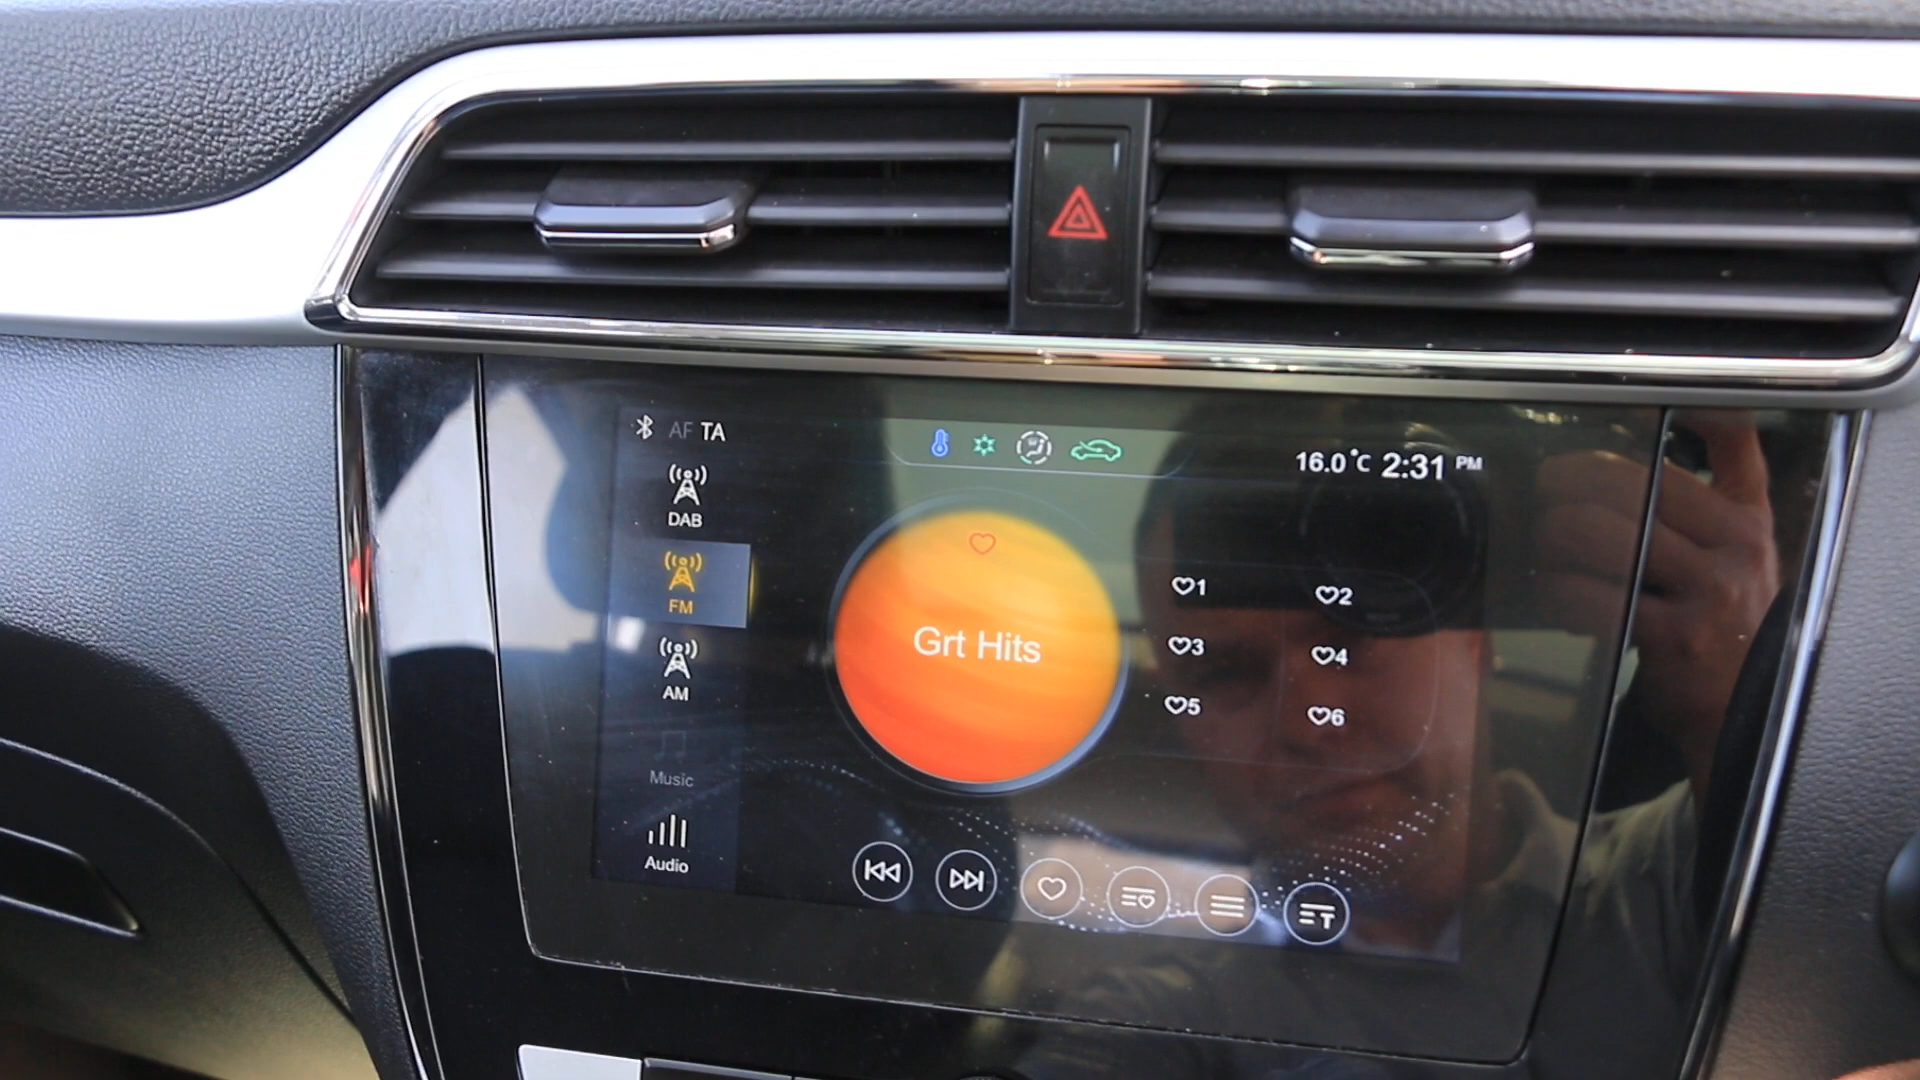 AF TA
16.0°C 2:31 PM
DAB
FM
AM
Music
Audio
Grt Hits
1
2
3
4
5
6
T